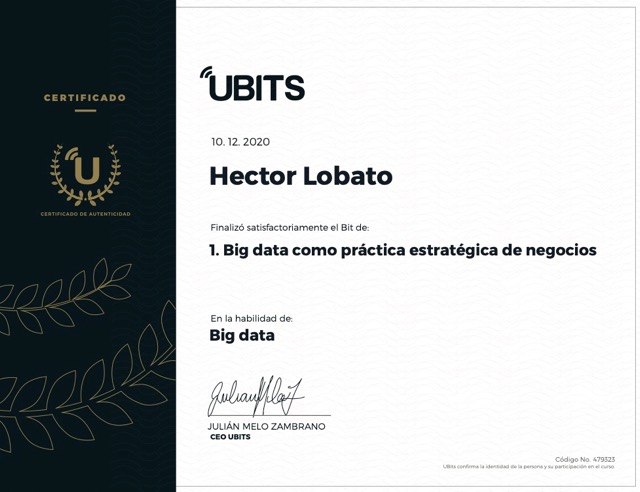 CERTIFICADO
U
CERTIFICADO DE AUTENTICIDAD
UBITS
10. 12. 2020
Hector Lobato
Finalizó satisfactoriamente el Bit de:
1. Big data como práctica estratégica de negocios
En la habilidad de:
Big data
JULIÁN MELO ZAMBRANO
CEO UBITS
Código No. 479323
UBits confirma la identidad de la persona y su participación en el curso.